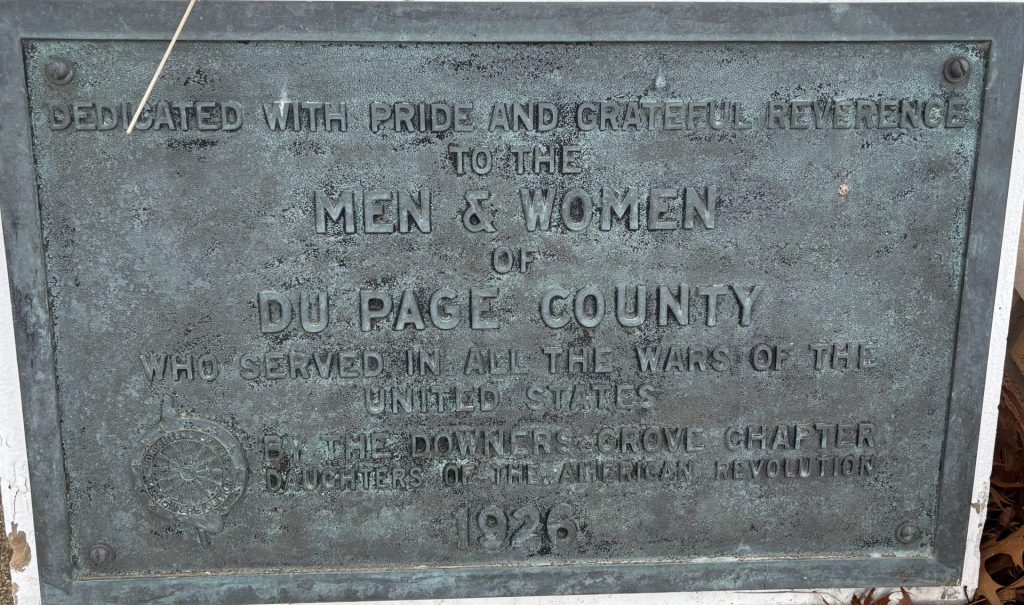 DEDICATED WITH PRIDE AND GRATEFUL REVERENCE
TO THE
MEN & WOMEN
OF
DU PAGE COUNTY
WHO SERVED IN ALL THE WARS OF THE
UNITED STATES
BY THE DOWNERS GROVE CHAPTER
DAUGHTERS OF THE AMERICAN REVOLUTION
1926